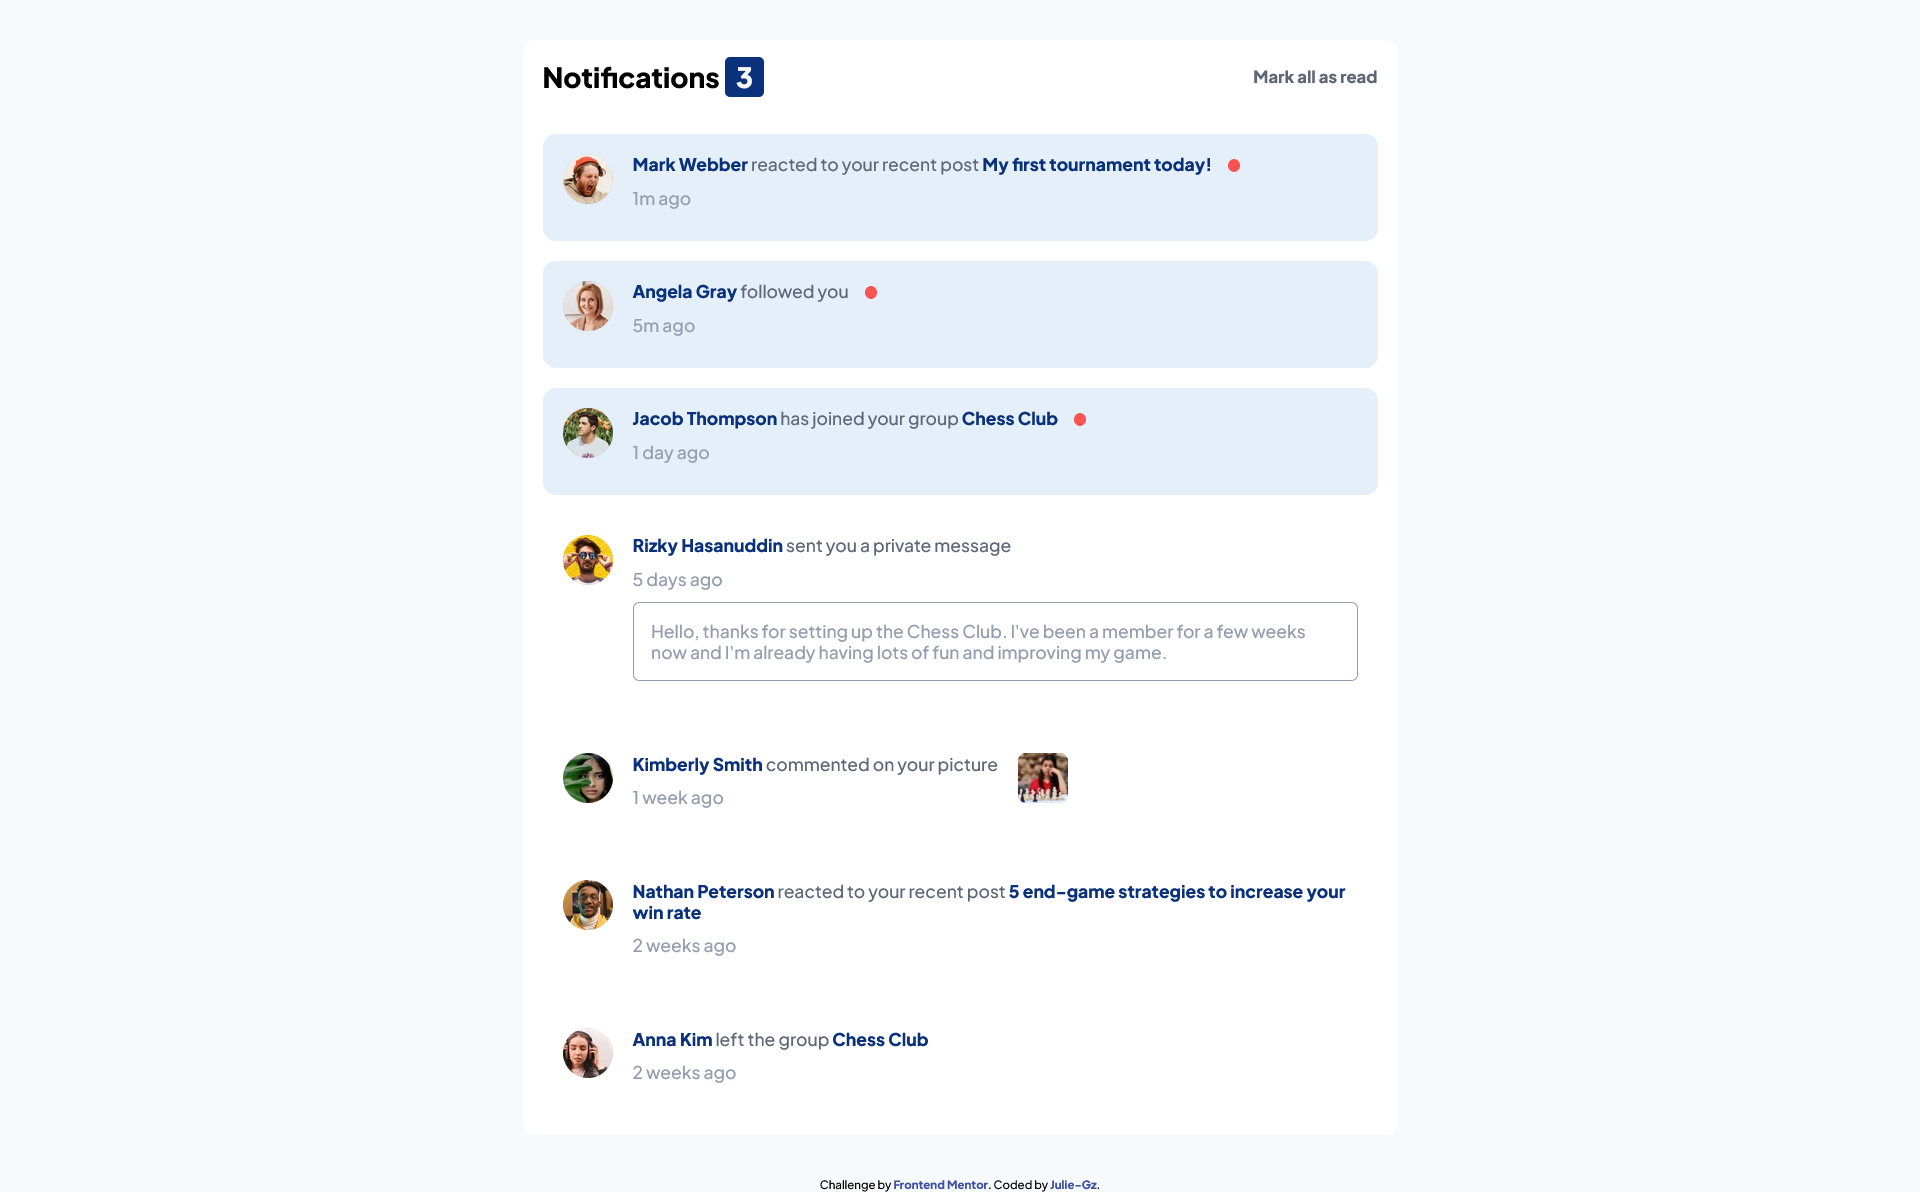 Notifications 3
Mark all as read
Mark Webber reacted to your recent post My first tournament today!
1m ago
Angela Gray followed you
5m ago
Jacob Thompson has joined your group Chess Club
1 day ago
Rizky Hasanuddin sent you a private message
5 days ago
Hello, thanks for setting up the Chess Club. I've been a member for a few weeks
now and I'm already having lots of fun and improving my game.
Kimberly Smith commented on your picture
1 week ago
Nathan Peterson reacted to your recent post 5 end-game strategies to increase your
win rate
2 weeks ago
Anna Kim left the group Chess Club
2 weeks ago
Challenge by Frontend Mentor. Coded by Julie-Gz.